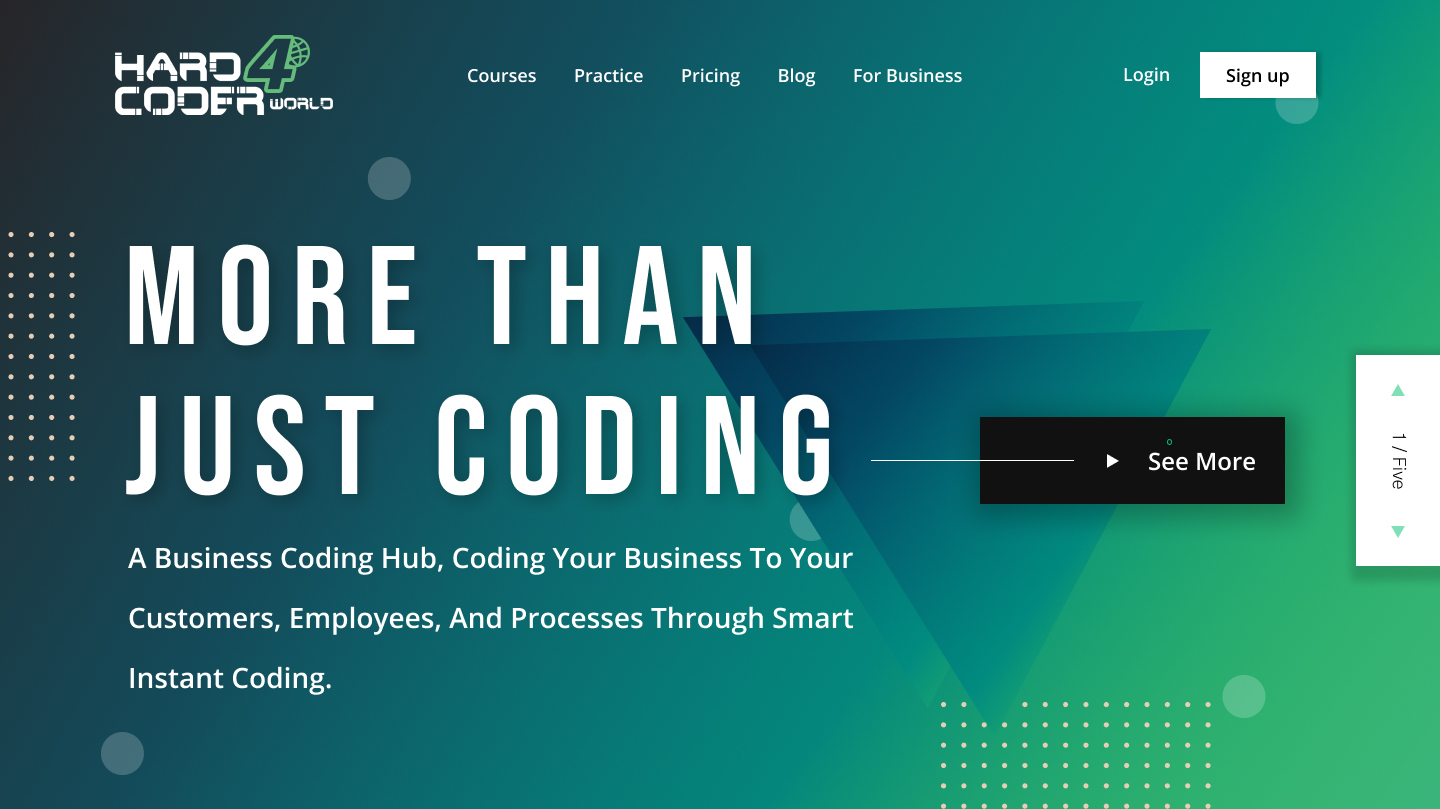 HARD 4
CODER WORLD
Courses Practice Pricing Blog For Business
Login Sign up
MORE THAN
JUST CODING
See More
1 / Five
A Business Coding Hub, Coding Your Business To Your
Customers, Employees, And Processes Through Smart
Instant Coding.